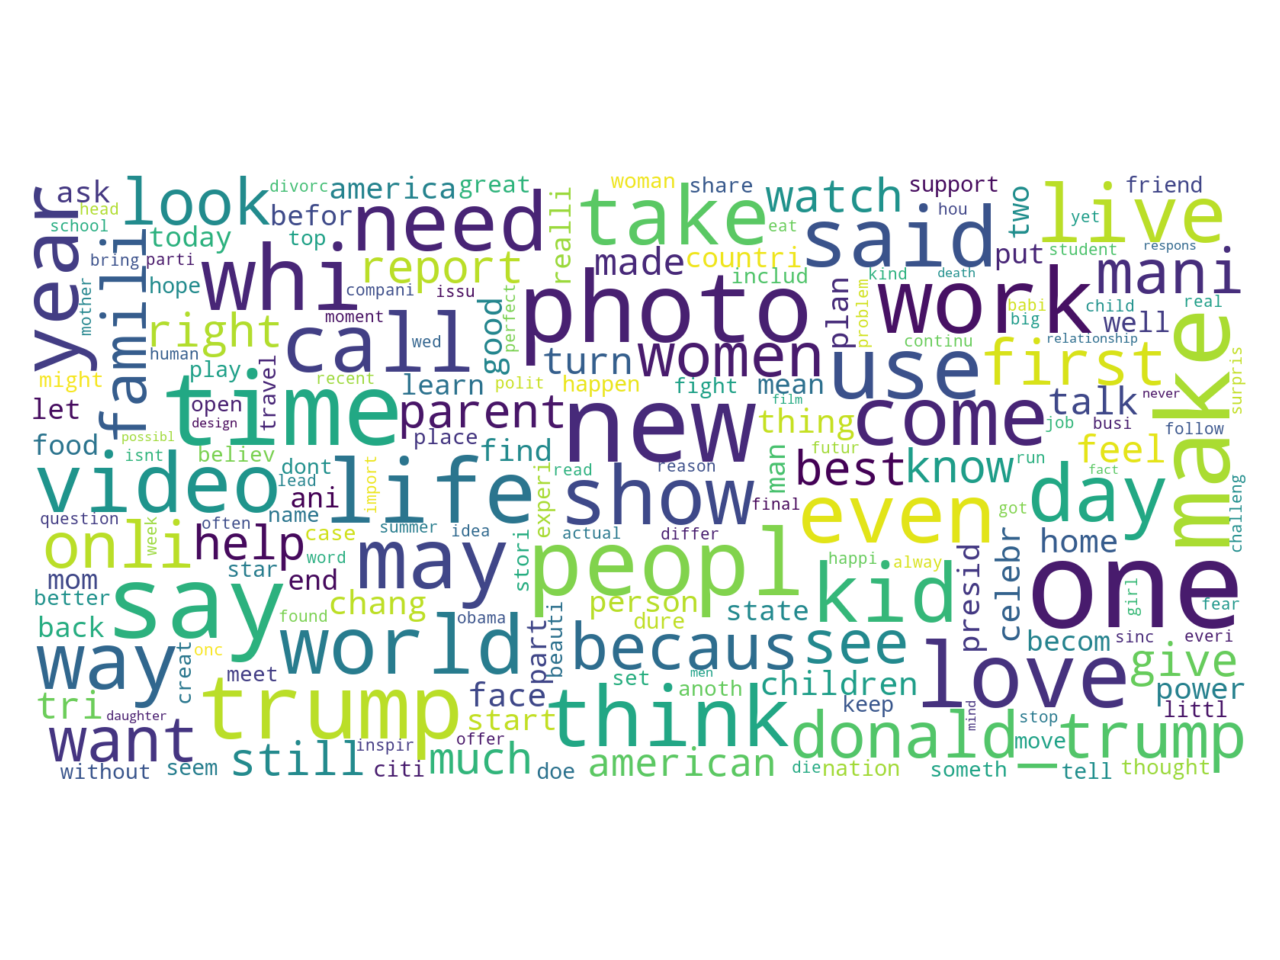 year ask look divorc america great need take woman share watch support two live friend
head school befor realli said hou yet
famili bring parti today top whi report made countri includ put student respons mani
mother hope compani issu photo kind death work
right moment call wed good perfect turn women plan problem use babi big child well real
human play travel learn polit happen fight mean continu first relationship make surpris
might recent film
let time open design parent place find new thing come talk job busi never follow
food possibl isnt believ dont lead read reason man futur best know run feel fact
video name ani life import experi show final even got day challeng
question week often case summer idea actual differ
onli help word star end may stori peopl happi alway kid presid celebr home one
mom better say chang found obama person dure state girl fear
back onc world part beauti becaus see becom sinc everi
way creat meet face set anoth men children keep love give power
tri daughter trump start offer think donald_trump mind stop move littl
want without seem still inspir citi much doe american die nation someth tell thought